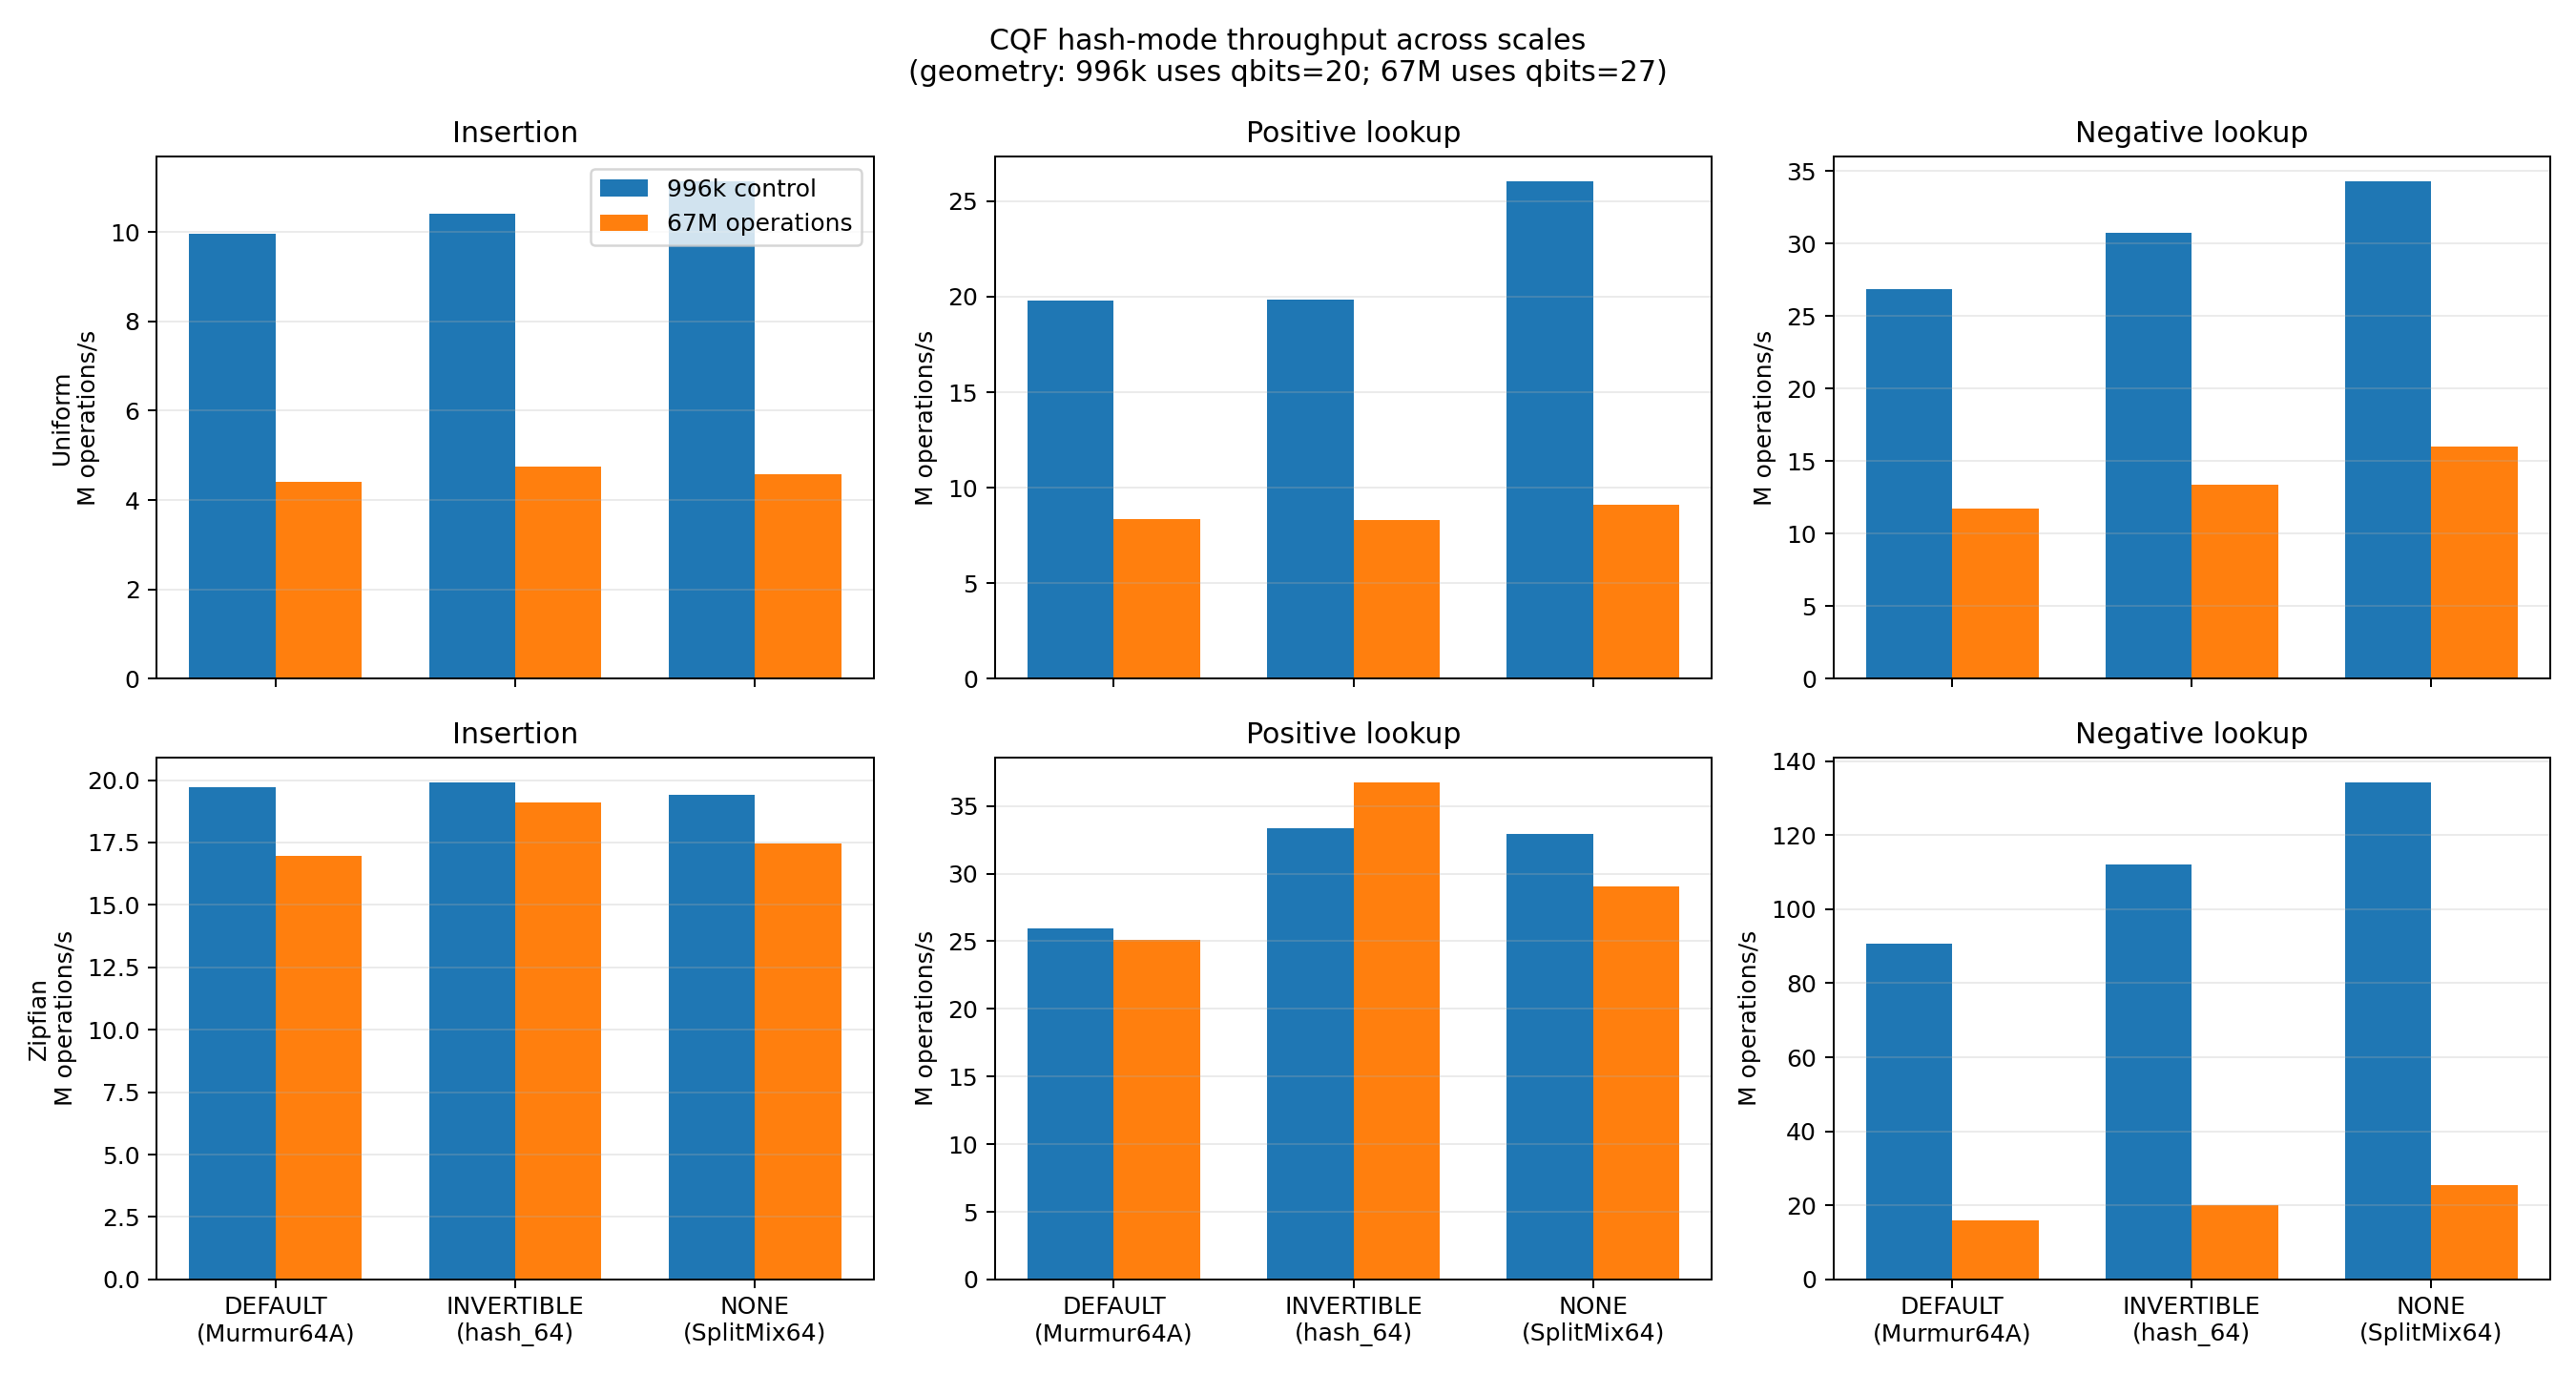 CQF hash-mode throughput across scales
(geometry: 996k uses qbits=20; 67M uses qbits=27)
Insertion
Positive lookup
Negative lookup
996k control
67M operations
Uniform
M operations/s
10
8
6
4
2
0
M operations/s
25
20
15
10
5
0
M operations/s
35
30
25
20
15
10
5
0
Insertion
Positive lookup
Negative lookup
Zipfian
M operations/s
20.0
17.5
15.0
12.5
10.0
7.5
5.0
2.5
0.0
M operations/s
35
30
25
20
15
10
5
0
M operations/s
140
120
100
80
60
40
20
0
DEFAULT
(Murmur64A)
INVERTIBLE
(hash_64)
NONE
(SplitMix64)
DEFAULT
(Murmur64A)
INVERTIBLE
(hash_64)
NONE
(SplitMix64)
DEFAULT
(Murmur64A)
INVERTIBLE
(hash_64)
NONE
(SplitMix64)